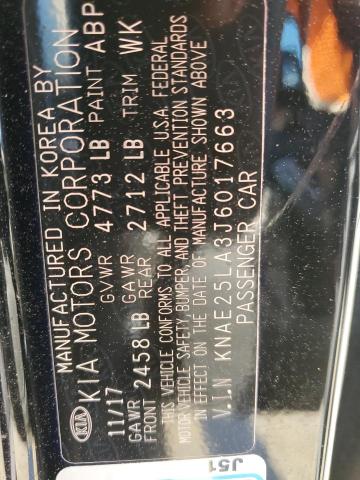 MANUFACTURED IN KOREA BY
KIA KIA MOTORS CORPORATION
11/17 GVWR 4773 LB PAINT ABP
GAWR FRONT 2458 LB GAWR REAR 2712 LB TRIM WK
THIS VEHICLE CONFORMS TO ALL APPLICABLE U.S.A. FEDERAL
MOTOR VEHICLE SAFETY, BUMPER, AND THEFT PREVENTION STANDARDS
IN EFFECT ON THE DATE OF MANUFACTURE SHOWN ABOVE
V.I.N KNAE25LA3J6017663
PASSENGER CAR
J51